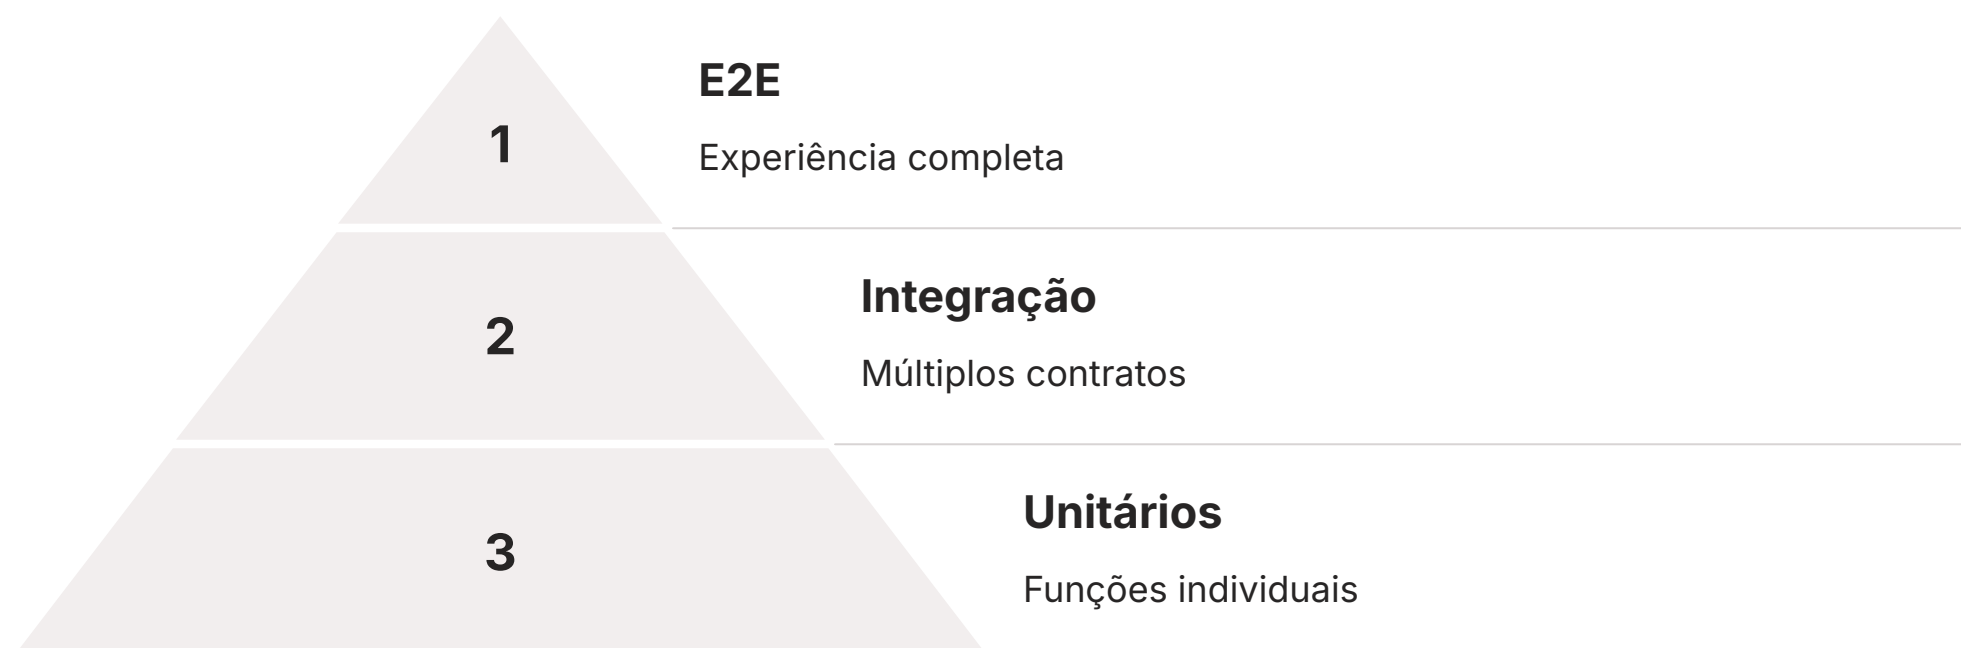 1
E2E
Experiência completa
2
Integração
Múltiplos contratos
3
Unitários
Funções individuais